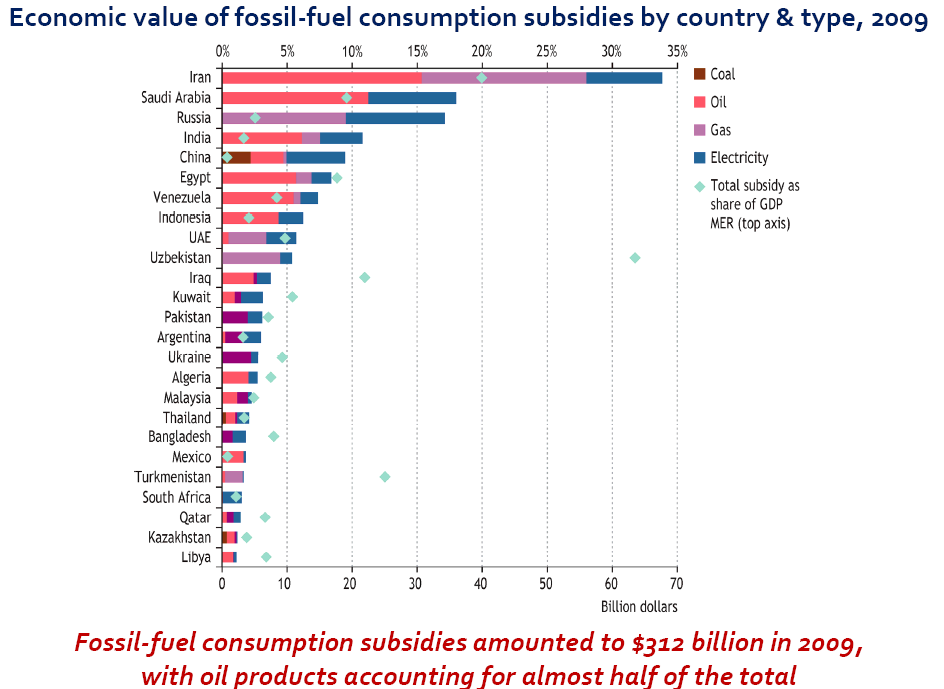 Economic value of fossil-fuel consumption subsidies by country & type, 2009
0% 5% 10% 15% 20% 25% 30% 35%
Iran
Saudi Arabia
Russia
India
China
Egypt
Venezuela
Indonesia
UAE
Uzbekistan
Iraq
Kuwait
Pakistan
Argentina
Ukraine
Algeria
Malaysia
Thailand
Bangladesh
Mexico
Turkmenistan
South Africa
Qatar
Kazakhstan
Libya
0 10 20 30 40 50 60 70
Billion dollars
Coal
Oil
Gas
Electricity
Total subsidy as
share of GDP
MER (top axis)
Fossil-fuel consumption subsidies amounted to $312 billion in 2009,
with oil products accounting for almost half of the total